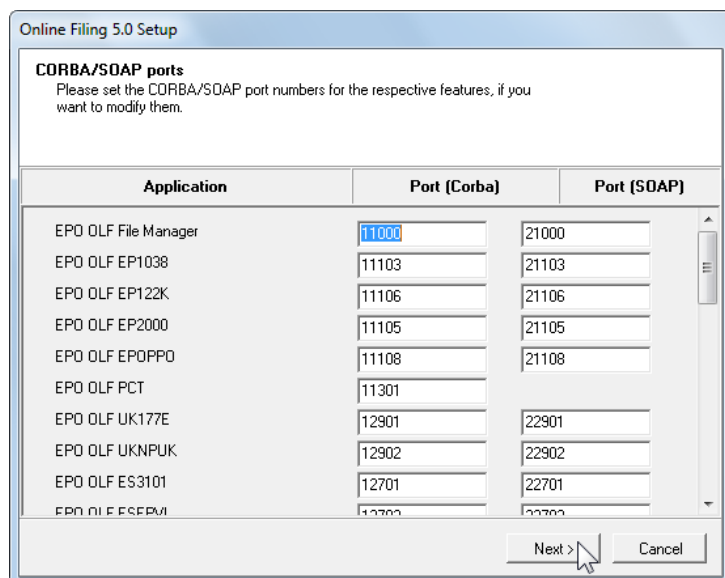 Online Filing 5.0 Setup
CORBA/SOAP ports
Please set the CORBA/SOAP port numbers for the respective features, if you
want to modify them.
Application Port (Corba) Port (SOAP)
EPO OLF File Manager 11000 21000
EPO OLF EP1038 11103 21103
EPO OLF EP122K 11106 21106
EPO OLF EP2000 11105 21105
EPO OLF EPOPPO 11108 21108
EPO OLF PCT 11301
EPO OLF UK177E 12901 22901
EPO OLF UKNPUK 12902 22902
EPO OLF ES3101 12701 22701
EPO OLF
Next > Cancel